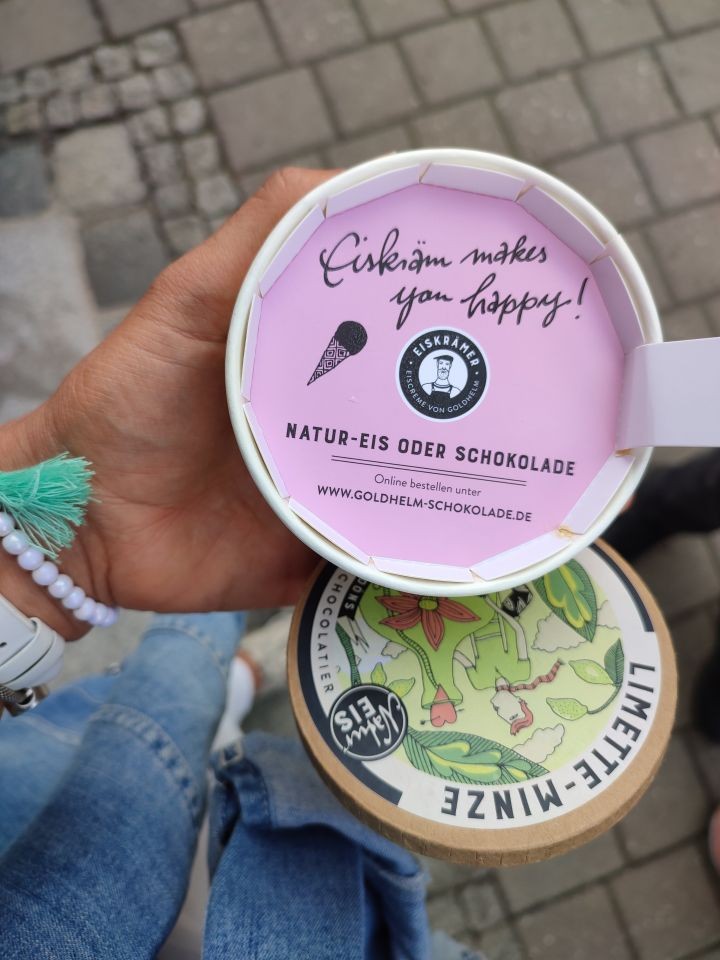 Eiskräm makes
you happy!
EISKRÄMER
EISCREME VON GOLDHELM
NATUR-EIS ODER SCHOKOLADE
Online bestellen unter
WWW.GOLDHELM-SCHOKOLADE.DE
CHOCOLATIER
Natur
EIS
LIMETTE-MINZE